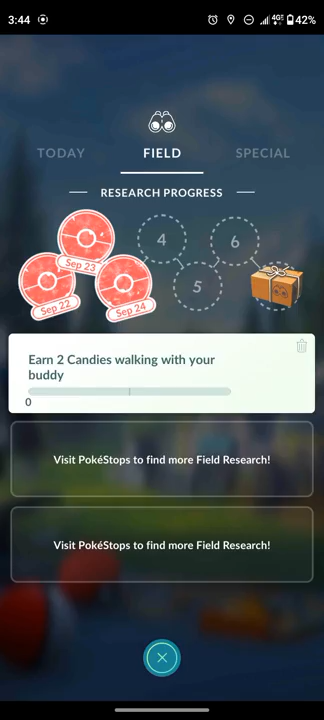 3:44
4GE
42%
TODAY
FIELD
SPECIAL
RESEARCH PROGRESS
Sep 22
Sep 23
Sep 24
4
5
6
Earn 2 Candies walking with your
buddy
0
Visit PokéStops to find more Field Research!
Visit PokéStops to find more Field Research!